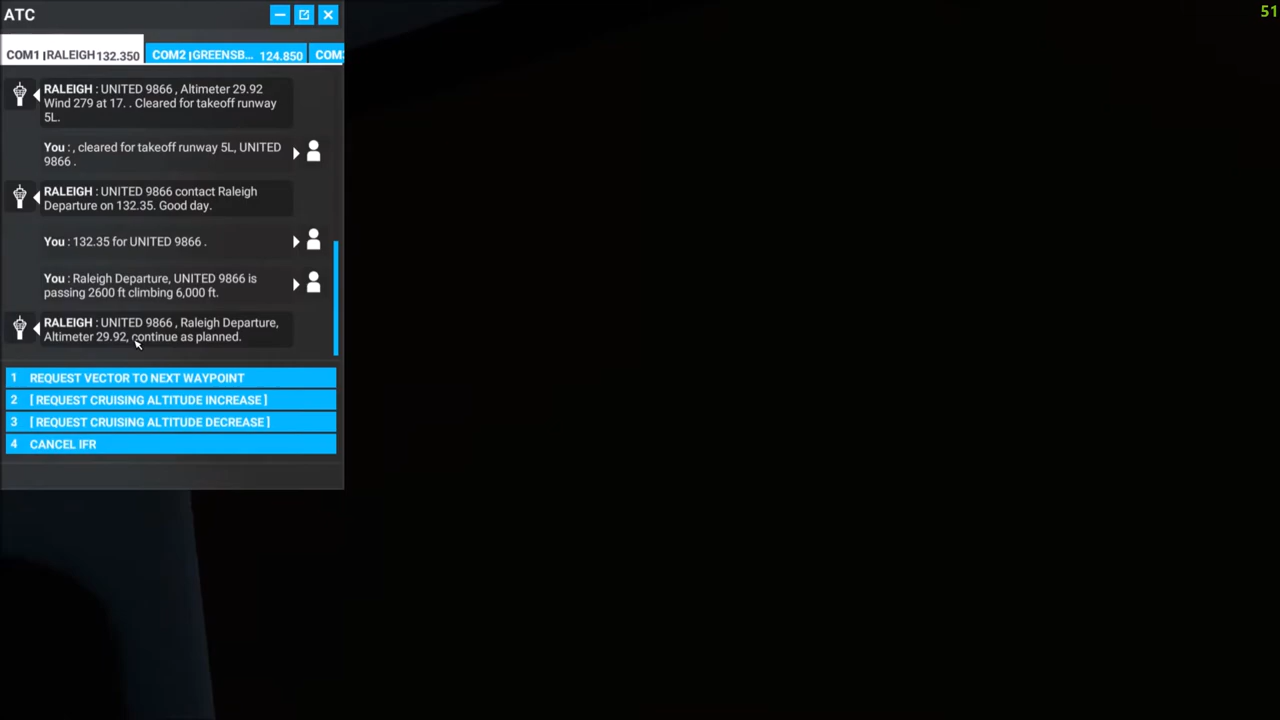 ATC
51
COM1 |RALEIGH 132.350 COM2 |GREENSB... 124.850 COM
RALEIGH : UNITED 9866 , Altimeter 29.92
Wind 279 at 17. . Cleared for takeoff runway
5L.
You : , cleared for takeoff runway 5L, UNITED
9866 .
RALEIGH : UNITED 9866 contact Raleigh
Departure on 132.35. Good day.
You : 132.35 for UNITED 9866 .
You : Raleigh Departure, UNITED 9866 is
passing 2600 ft climbing 6,000 ft.
RALEIGH : UNITED 9866 , Raleigh Departure,
Altimeter 29.92, continue as planned.
1 REQUEST VECTOR TO NEXT WAYPOINT
2 [ REQUEST CRUISING ALTITUDE INCREASE ]
3 [ REQUEST CRUISING ALTITUDE DECREASE ]
4 CANCEL IFR